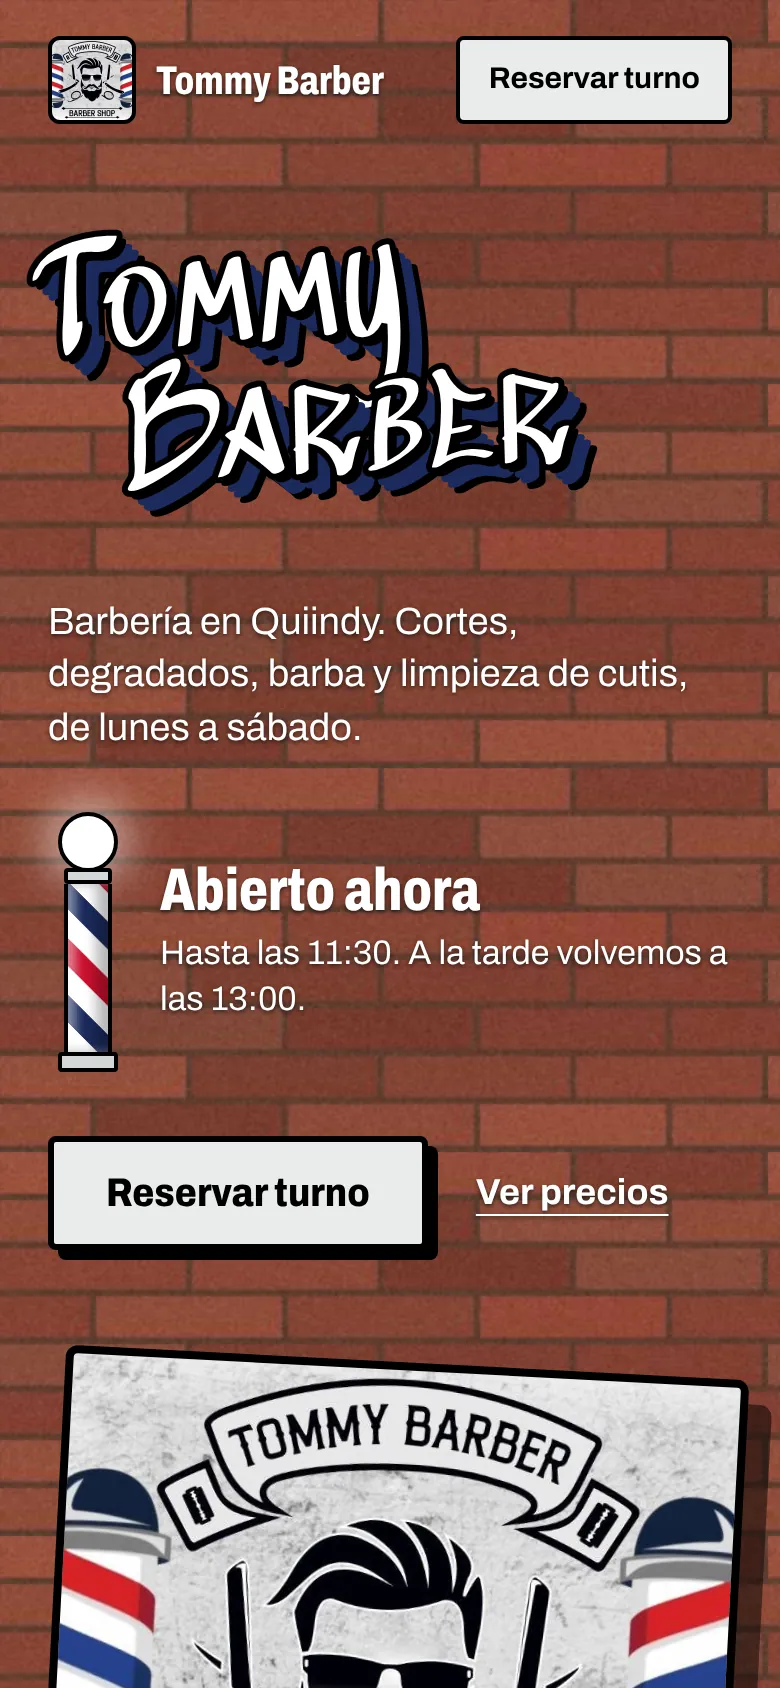 TOMMY BARBER
BARBER SHOP
Tommy Barber
Reservar turno
TOMMY
BARBER
Barbería en Quiindy. Cortes,
degradados, barba y limpieza de cutis,
de lunes a sábado.
Abierto ahora
Hasta las 11:30. A la tarde volvemos a
las 13:00.
Reservar turno
Ver precios
TOMMY BARBER